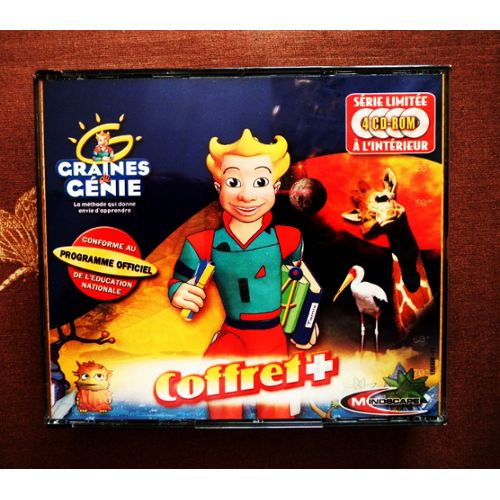 GRAINES
de
GÉNIE
La méthode qui donne
envie d'apprendre
CONFORME AU
PROGRAMME OFFICIEL
DE L'ÉDUCATION
NATIONALE
SÉRIE LIMITÉE
4 CD-ROM
À L'INTÉRIEUR
30°
Coffret+
MINDSCAPE